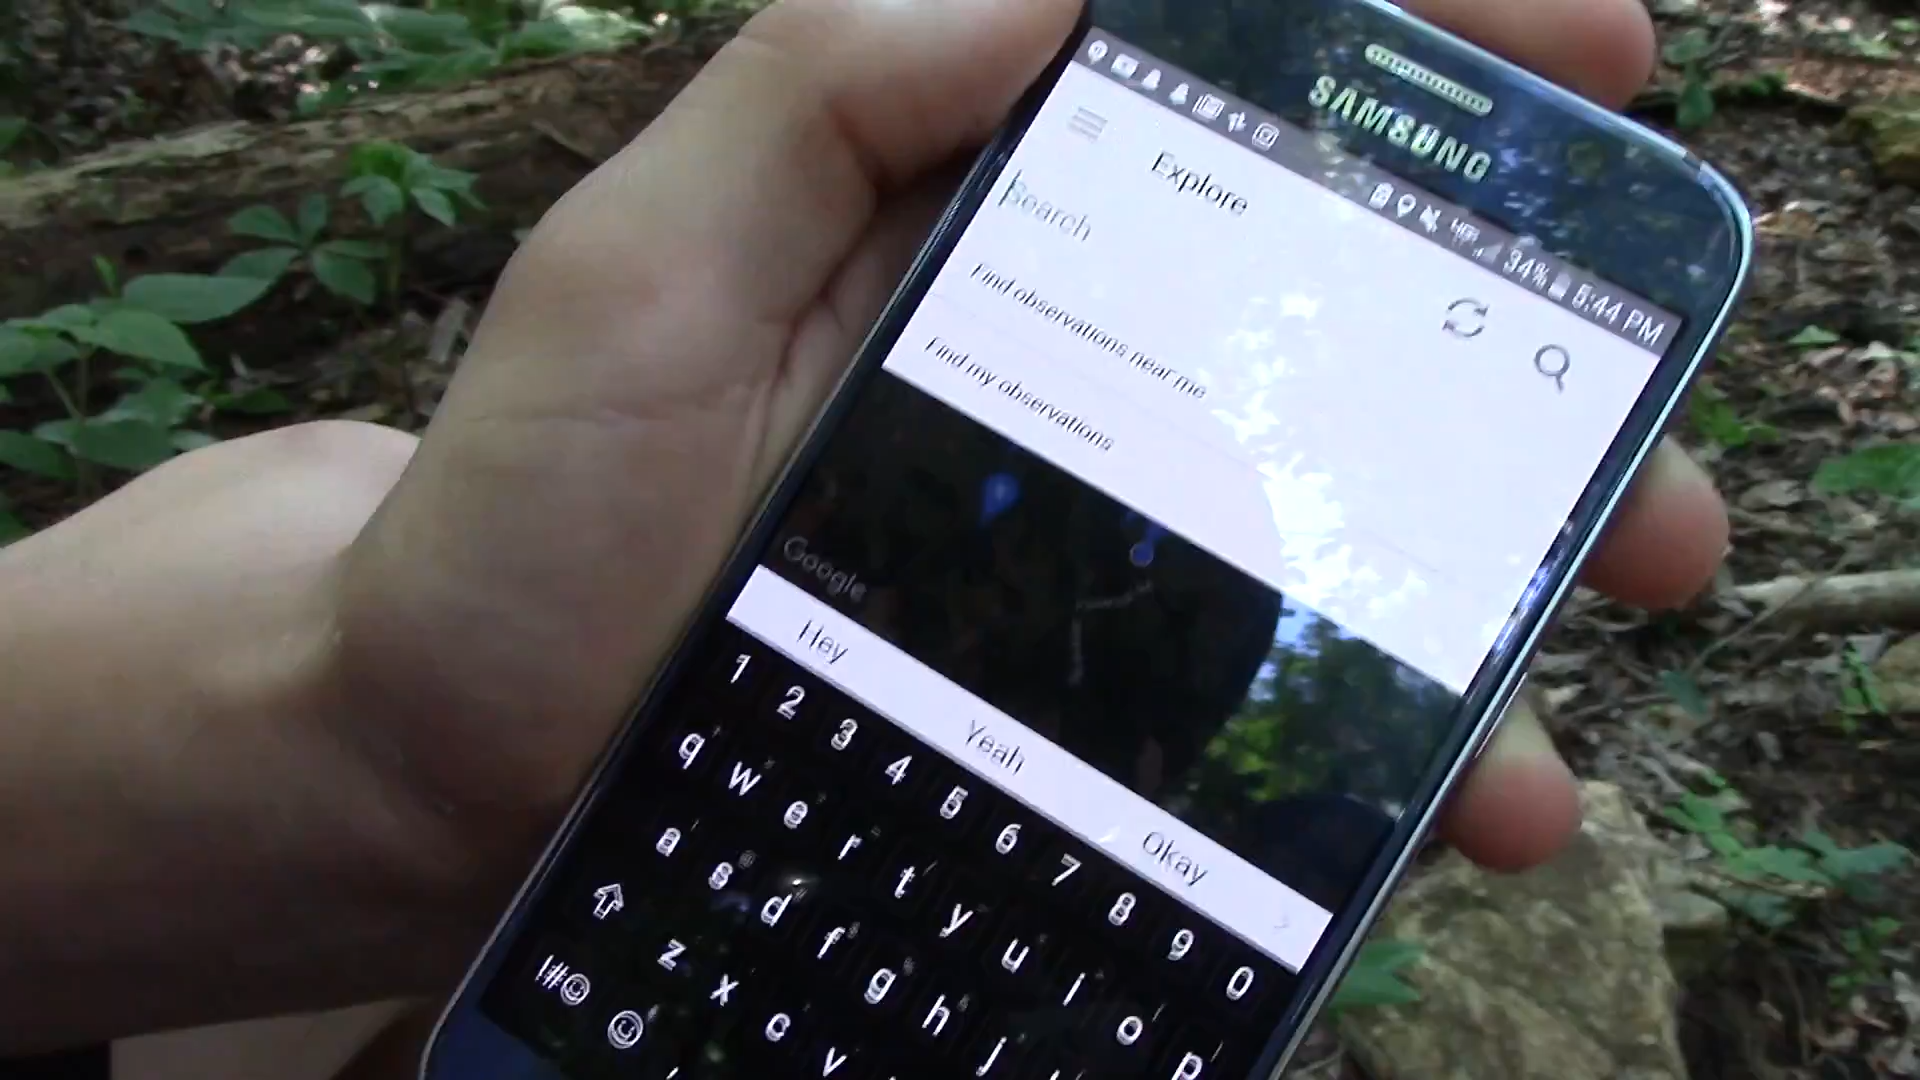 SAMSUNG
34% 5:44 PM
Explore
Search
Find observations near me
Find my observations
Google
Hey Yeah Okay
1 2 3 4 5 6 7 8 9 0
q w e r t y u i o p
a s d f g h j
z x c v
!#☺